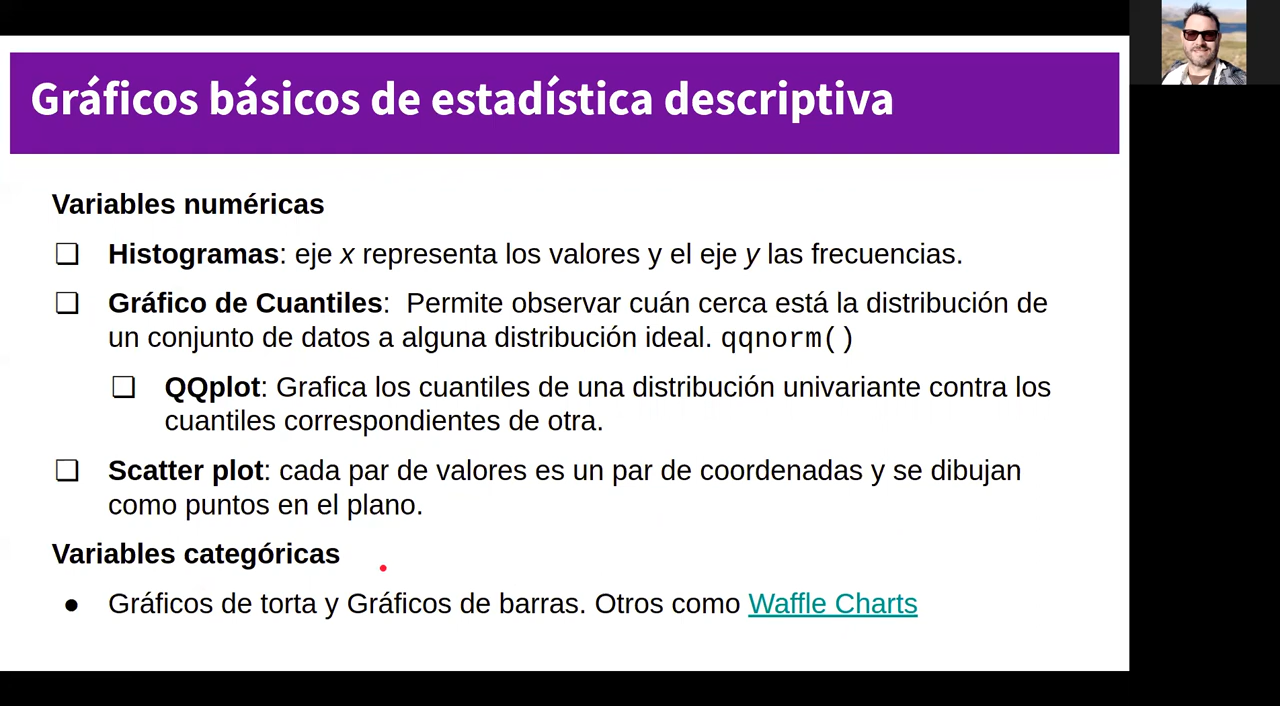 Gráficos básicos de estadística descriptiva
Variables numéricas
❏ Histogramas: eje x representa los valores y el eje y las frecuencias.
❏ Gráfico de Cuantiles: Permite observar cuán cerca está la distribución de
un conjunto de datos a alguna distribución ideal. qqnorm()
❏ QQplot: Grafica los cuantiles de una distribución univariante contra los
cuantiles correspondientes de otra.
❏ Scatter plot: cada par de valores es un par de coordenadas y se dibujan
como puntos en el plano.
Variables categóricas
● Gráficos de torta y Gráficos de barras. Otros como Waffle Charts